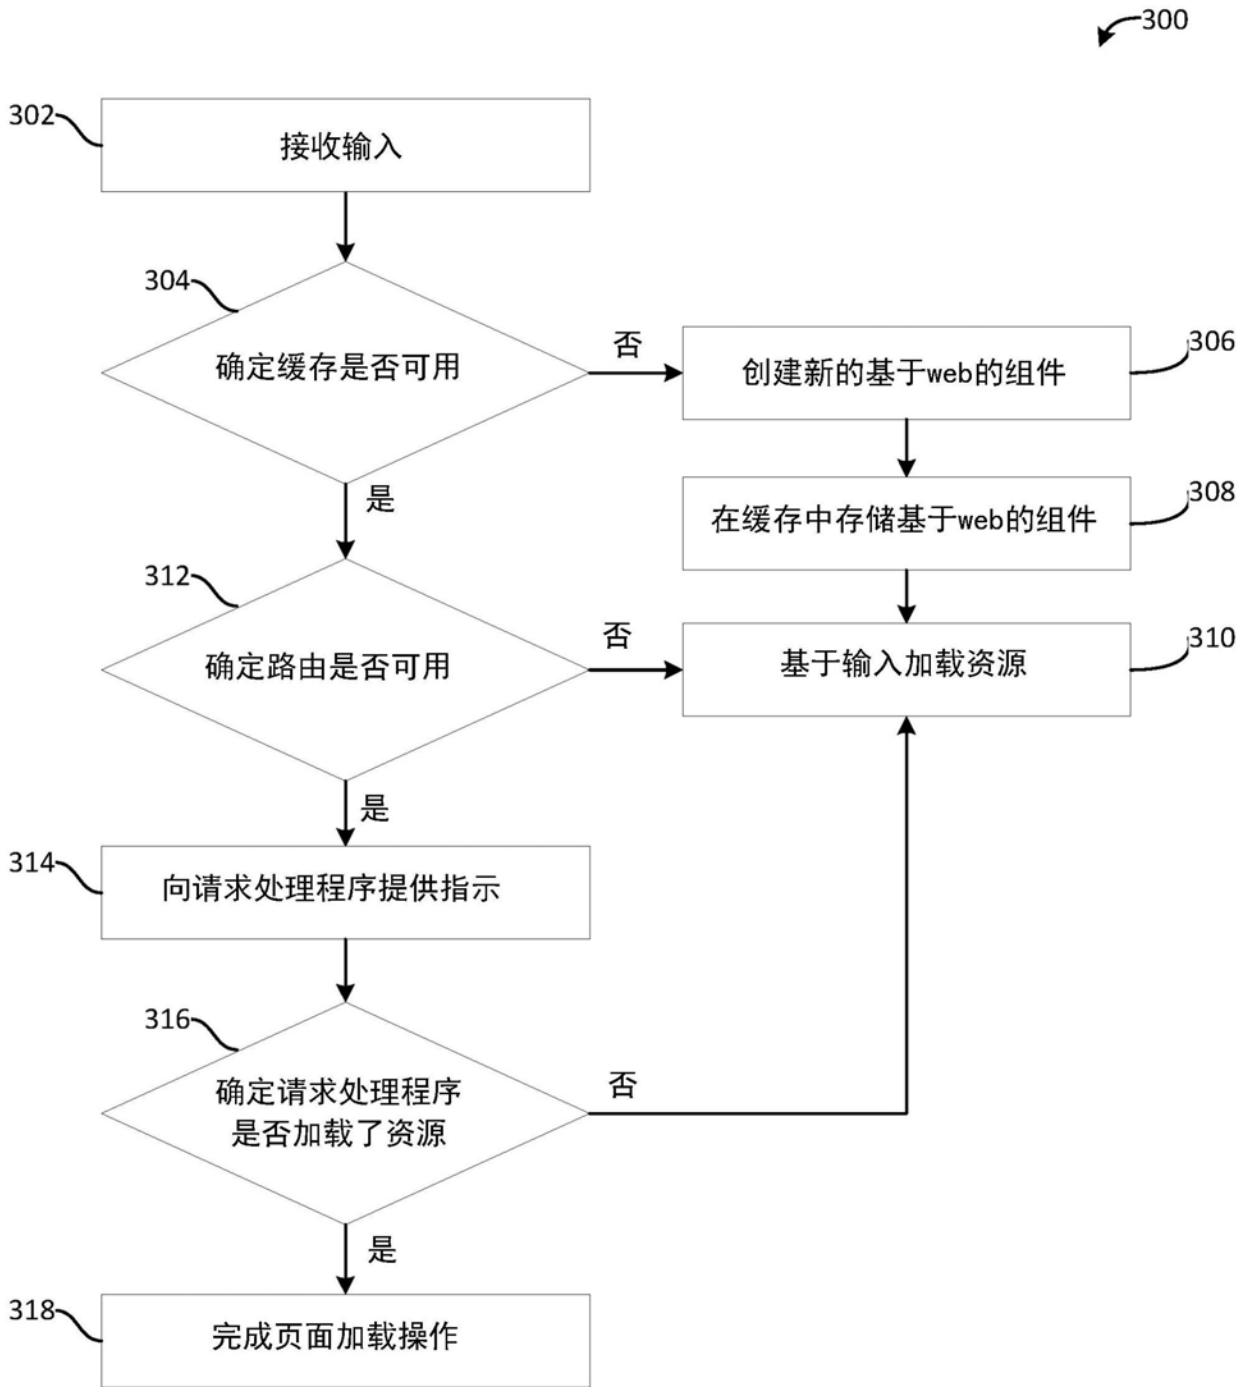 300
302
接收输入
304
确定缓存是否可用
否
306
创建新的基于web的组件
是
308
在缓存中存储基于web的组件
312
确定路由是否可用
否
310
基于输入加载资源
是
314
向请求处理程序提供指示
316
确定请求处理程序
是否加载了资源
否
是
318
完成页面加载操作